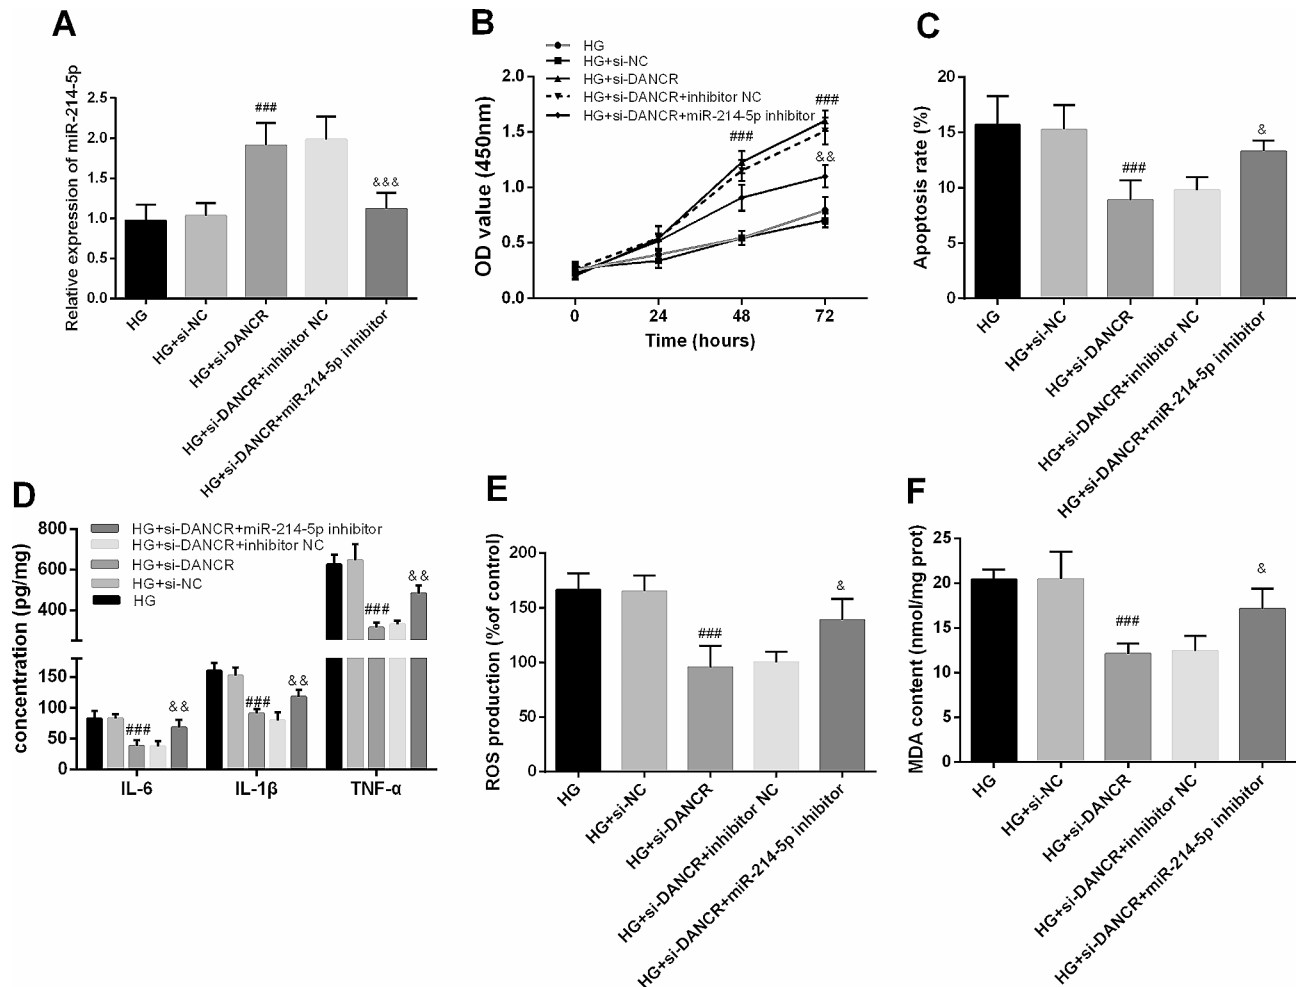 A
Relative expression of miR-214-5p
2.5
2.0
1.5
1.0
0.5
0.0
###
&&&
HG
HG+si-NC
HG+si-DANCR
HG+si-DANCR+inhibitor NC
HG+si-DANCR+miR-214-5p inhibitor
B
HG
HG+si-NC
HG+si-DANCR
HG+si-DANCR+inhibitor NC
HG+si-DANCR+miR-214-5p inhibitor
OD value (450nm)
2.0
1.5
1.0
0.5
0.0
###
###
&&
0 24 48 72
Time (hours)
C
Apoptosis rate (%)
20
15
10
5
0
###
&
HG
HG+si-NC
HG+si-DANCR
HG+si-DANCR+inhibitor NC
HG+si-DANCR+miR-214-5p inhibitor
D
HG+si-DANCR+miR-214-5p inhibitor
HG+si-DANCR+inhibitor NC
HG+si-DANCR
HG+si-NC
HG
concentration (pg/mg)
800
600
400
150
100
50
0
###
&&
###
&&
###
&&
IL-6 IL-1β TNF-α
E
ROS production (%of control)
200
150
100
50
0
###
&
HG
HG+si-NC
HG+si-DANCR
HG+si-DANCR+inhibitor NC
HG+si-DANCR+miR-214-5p inhibitor
F
MDA content (nmol/mg prot)
25
20
15
10
5
0
###
&
HG
HG+si-NC
HG+si-DANCR
HG+si-DANCR+inhibitor NC
HG+si-DANCR+miR-214-5p inhibitor